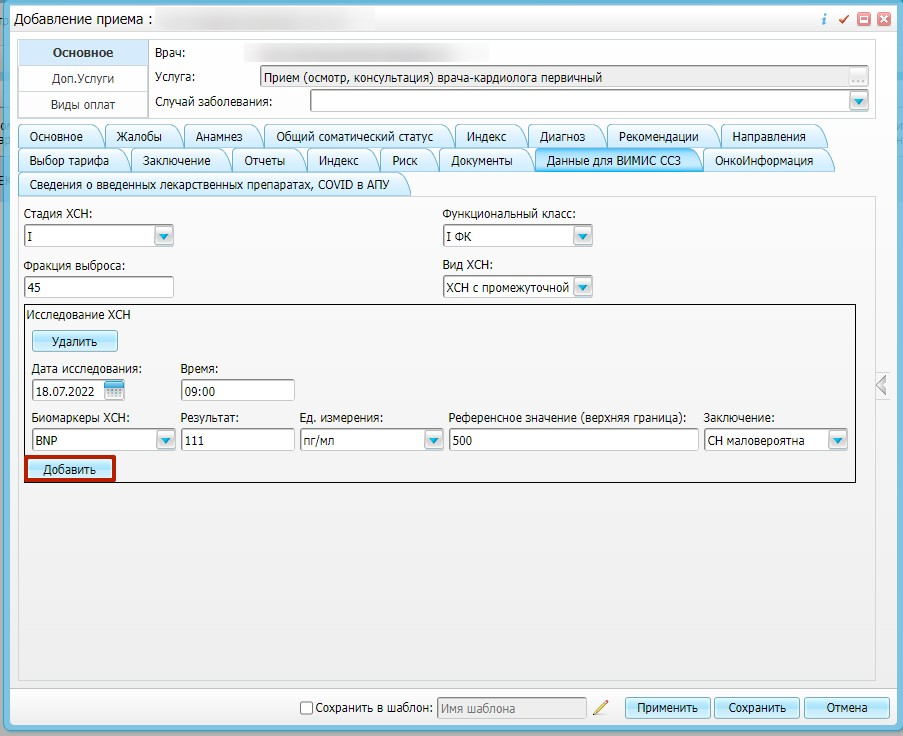 Добавление приема :
Основное
Доп.Услуги
Виды оплат
Врач:
Услуга: Прием (осмотр, консультация) врача-кардиолога первичный ...
Случай заболевания:
Основное Жалобы Анамнез Общий соматический статус Индекс Диагноз Рекомендации Направления
Выбор тарифа Заключение Отчеты Индекс Риск Документы Данные для ВИМИС ССЗ ОнкоИнформация
Сведения о введенных лекарственных препаратах, COVID в АПУ
Стадия ХСН: Функциональный класс:
I I ФК
Фракция выброса: Вид ХСН:
45 ХСН с промежуточной
Исследование ХСН
Удалить
Дата исследования: Время:
18.07.2022 09:00
Биомаркеры ХСН: Результат: Ед. измерения: Референсное значение (верхняя граница): Заключение:
BNP 111 пг/мл 500 СН маловероятна
Добавить
Сохранить в шаблон: Имя шаблона Применить Сохранить Отмена